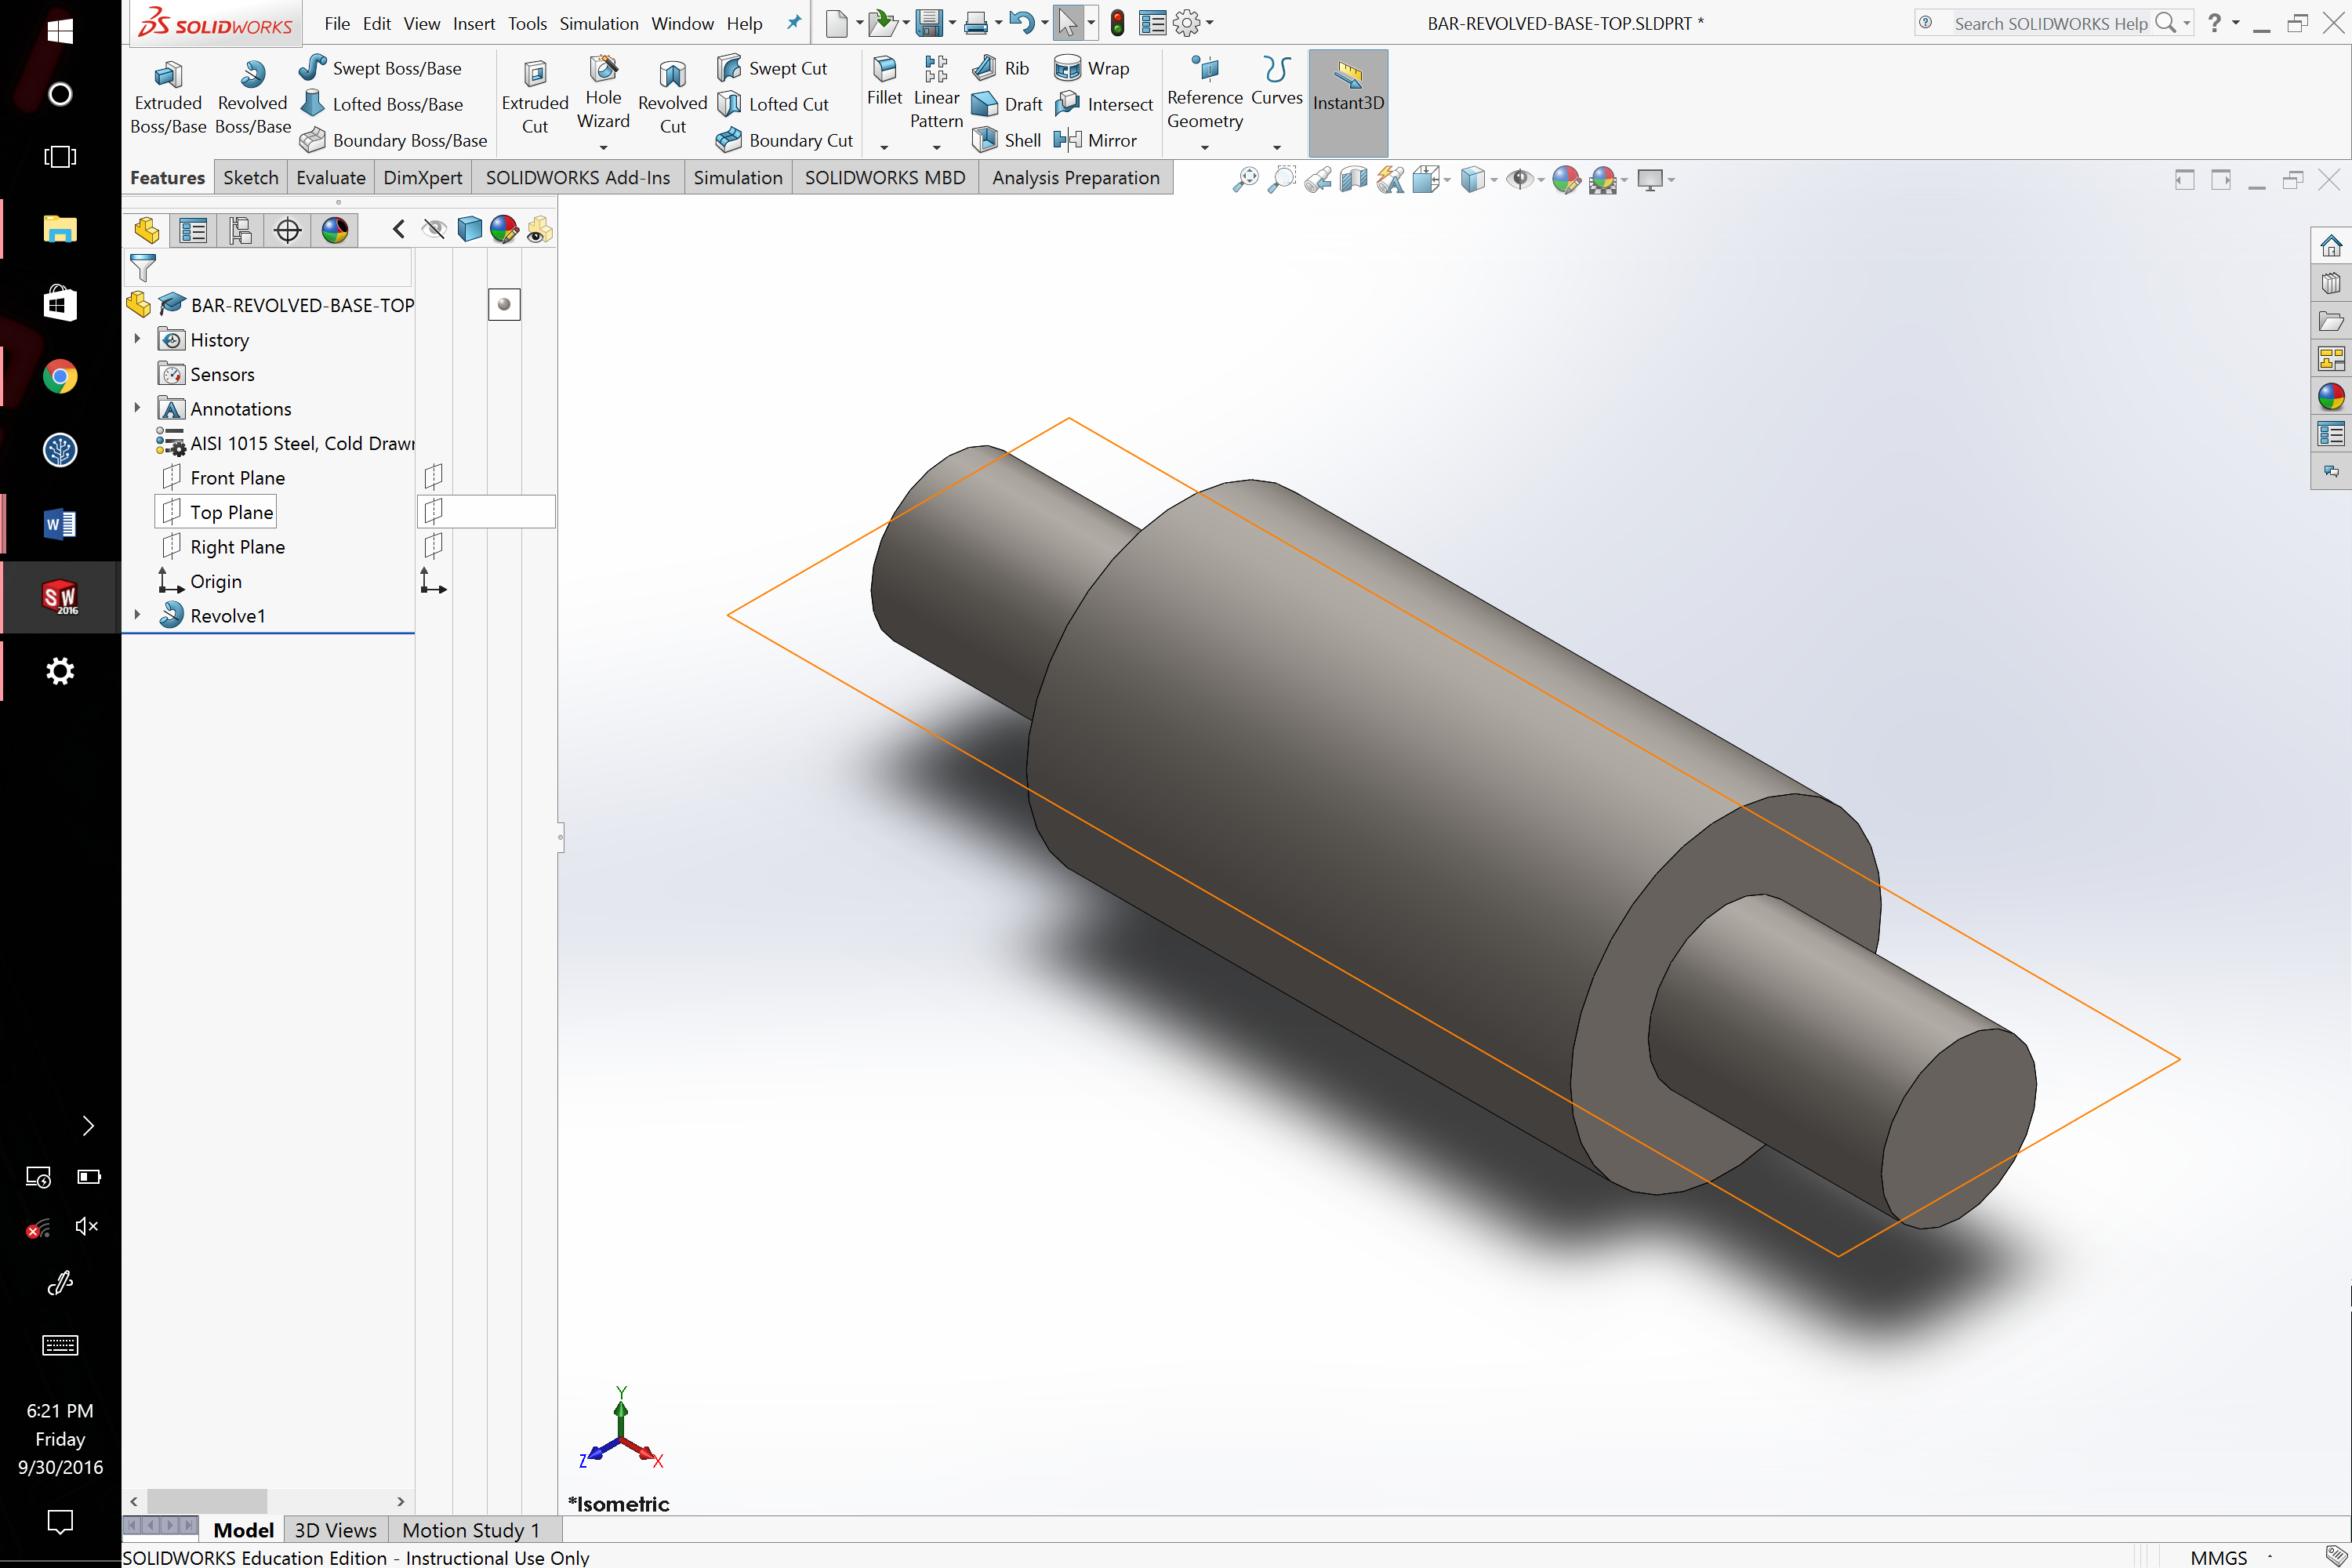 SOLIDWORKS File Edit View Insert Tools Simulation Window Help BAR-REVOLVED-BASE-TOP.SLDPRT * Search SOLIDWORKS Help ?
Extruded Boss/Base
Revolved Boss/Base
Swept Boss/Base
Lofted Boss/Base
Boundary Boss/Base
Extruded Cut
Hole Wizard
Revolved Cut
Swept Cut
Lofted Cut
Boundary Cut
Fillet
Linear Pattern
Rib
Draft
Shell
Wrap
Intersect
Mirror
Reference Geometry
Curves
Instant3D
Features Sketch Evaluate DimXpert SOLIDWORKS Add-Ins Simulation SOLIDWORKS MBD Analysis Preparation
BAR-REVOLVED-BASE-TOP
History
Sensors
Annotations
AISI 1015 Steel, Cold Drawn
Front Plane
Top Plane
Right Plane
Origin
Revolve1
W
SW
2016
6:21 PM
Friday
9/30/2016
Y
Z
X
*Isometric
Model 3D Views Motion Study 1
SOLIDWORKS Education Edition - Instructional Use Only
MMGS